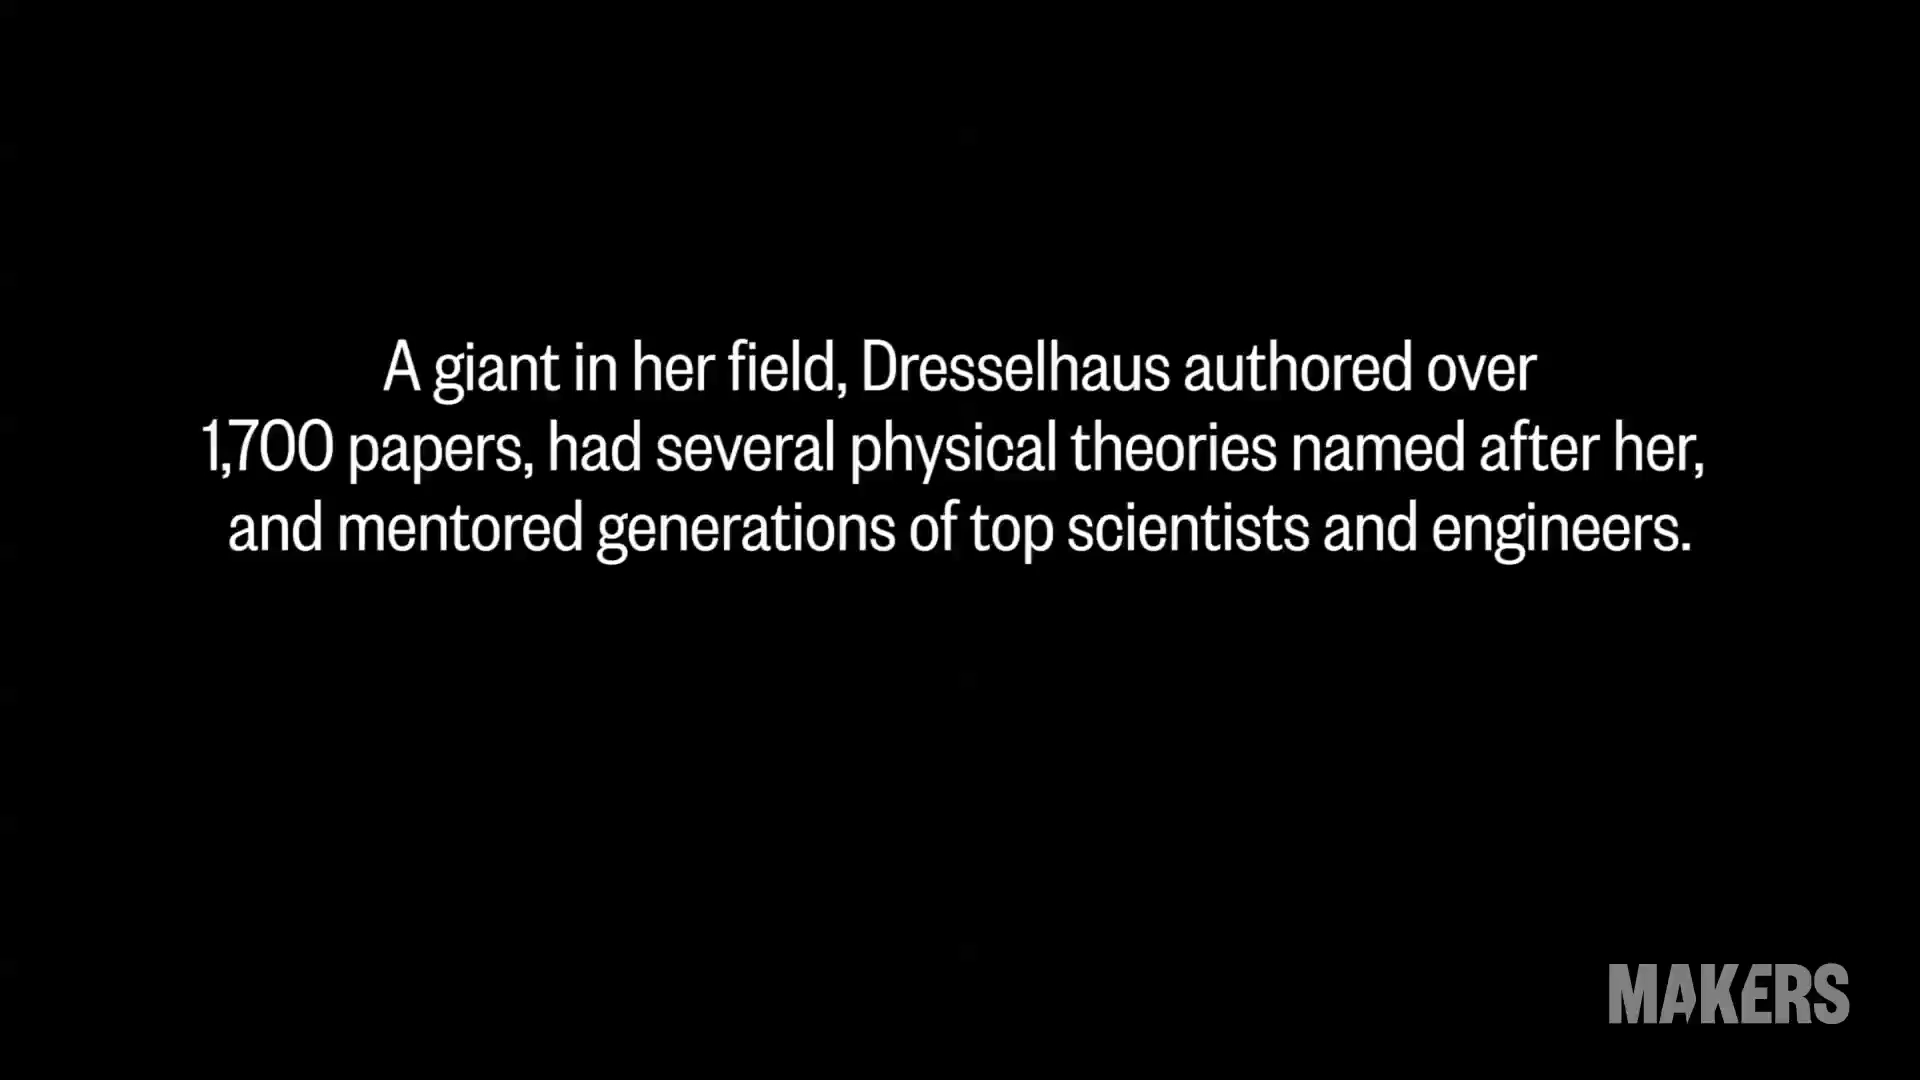 A giant in her field, Dresselhaus authored over
1,700 papers, had several physical theories named after her,
and mentored generations of top scientists and engineers.
MAKERS